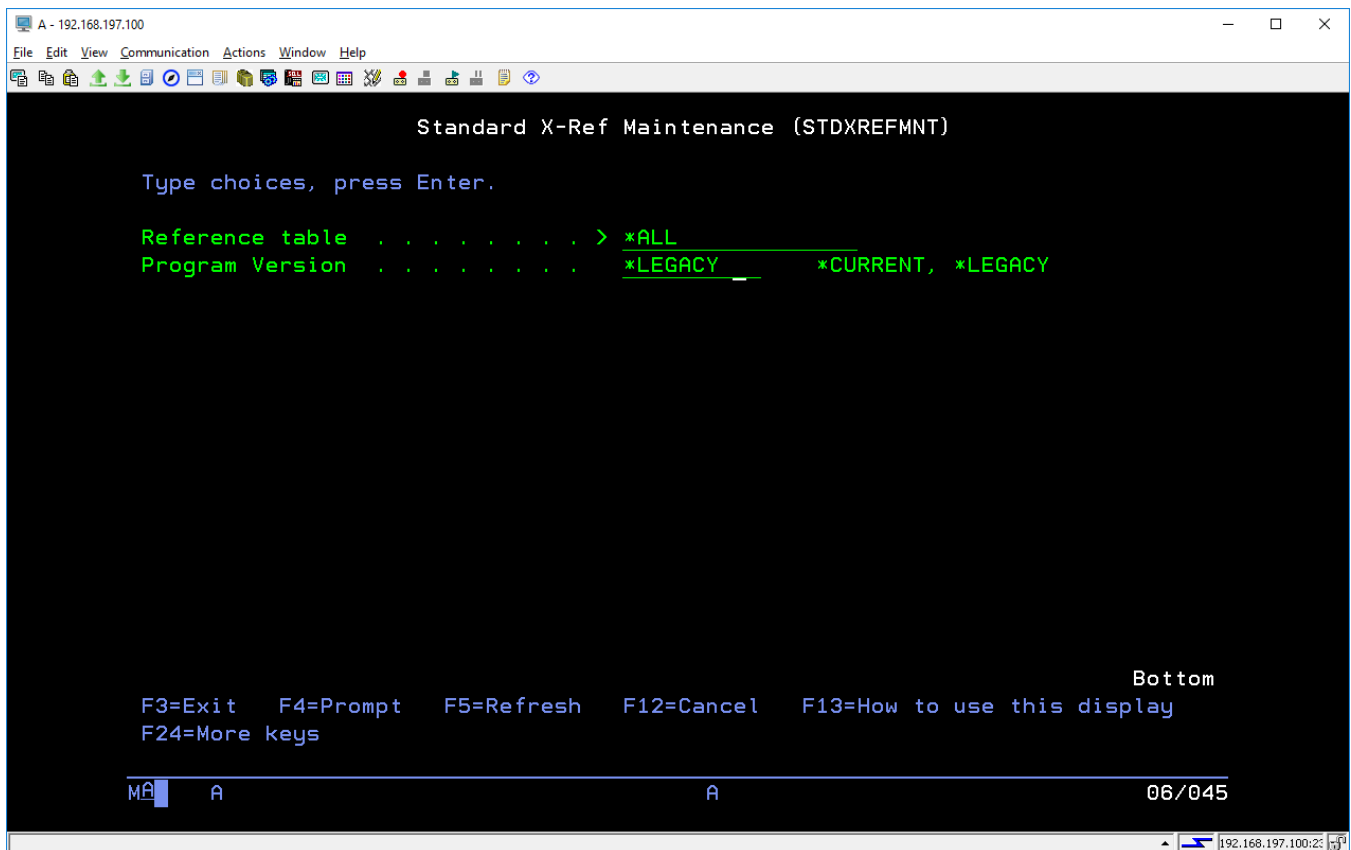 A - 192.168.197.100
File Edit View Communication Actions Window Help
Standard X-Ref Maintenance (STDXREFMNT)
Type choices, press Enter.
Reference table . . . . . . . . > *ALL
Program Version . . . . . . . . *LEGACY *CURRENT, *LEGACY
Bottom
F3=Exit F4=Prompt F5=Refresh F12=Cancel F13=How to use this display
F24=More keys
MA A A 06/045
192.168.197.100:23